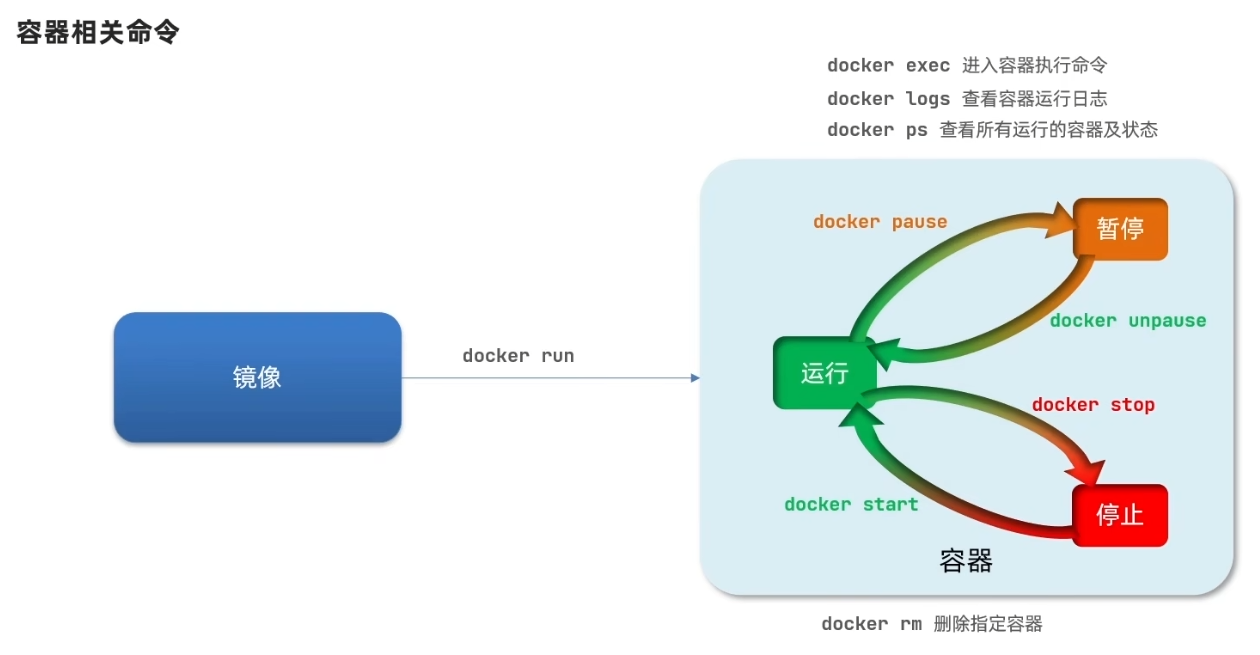 容器相关命令
docker exec 进入容器执行命令
docker logs 查看容器运行日志
docker ps 查看所有运行的容器及状态
docker pause
暂停
docker unpause
镜像
docker run
运行
docker stop
docker start
停止
容器
docker rm 删除指定容器